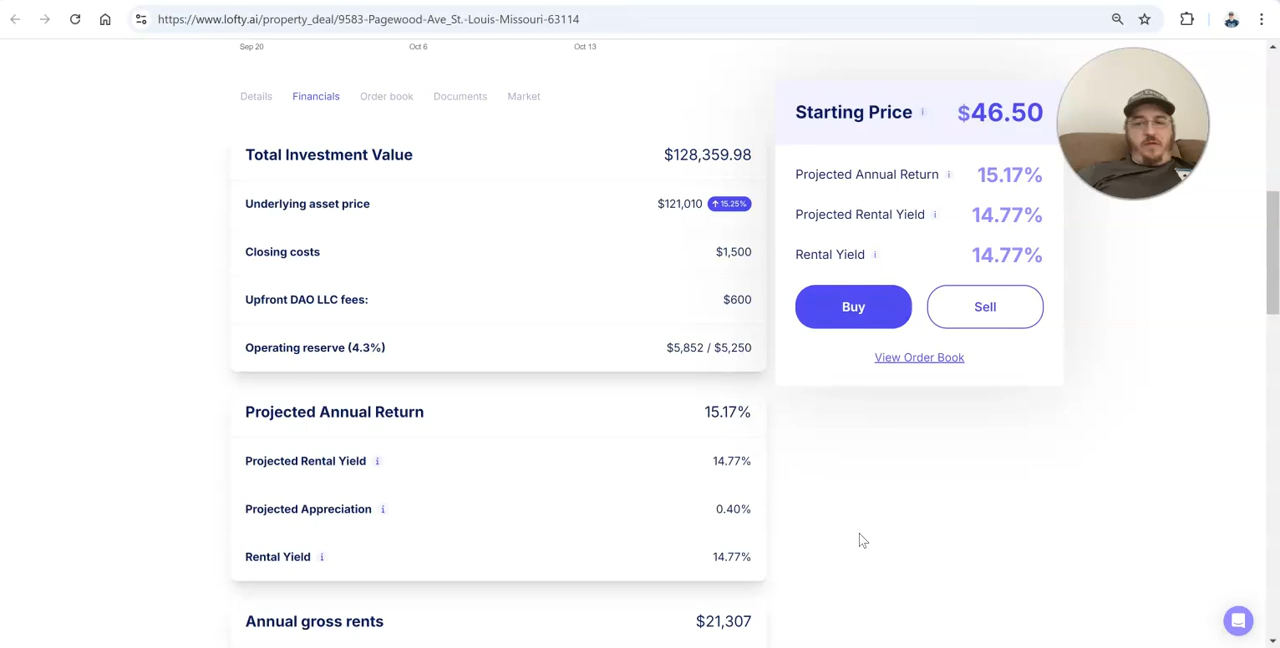 https://www.lofty.ai/property_deal/9583-Pagewood-Ave_St.-Louis-Missouri-63114
Sep 20 Oct 6 Oct 13
Details Financials Order book Documents Market
Total Investment Value $128,359.98
Underlying asset price $121,010 ↑ 15.25%
Closing costs $1,500
Upfront DAO LLC fees: $600
Operating reserve (4.3%) $5,852 / $5,250
Projected Annual Return 15.17%
Projected Rental Yield i 14.77%
Projected Appreciation i 0.40%
Rental Yield i 14.77%
Annual gross rents $21,307
Starting Price i $46.50
Projected Annual Return i 15.17%
Projected Rental Yield i 14.77%
Rental Yield i 14.77%
Buy Sell
View Order Book